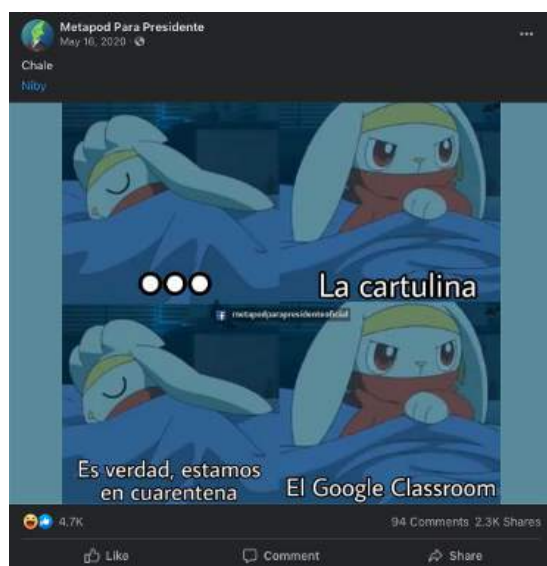 Metapod Para Presidente
May 16, 2020
Chale
Niby
...
La cartulina
metapodparapresidenteoficial
Es verdad, estamos
en cuarentena
El Google Classroom
4.7K
94 Comments 2.3K Shares
Like
Comment
Share